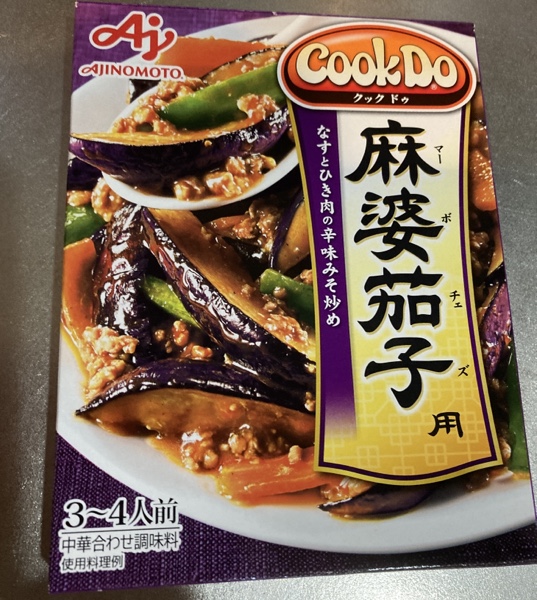 Aj
AJINOMOTO®
CookDo®
クック ドゥ
麻婆茄子用
マー ボ チェ ズ
なすとひき肉の辛味みそ炒め
3〜4人前
中華合わせ調味料
使用料理例